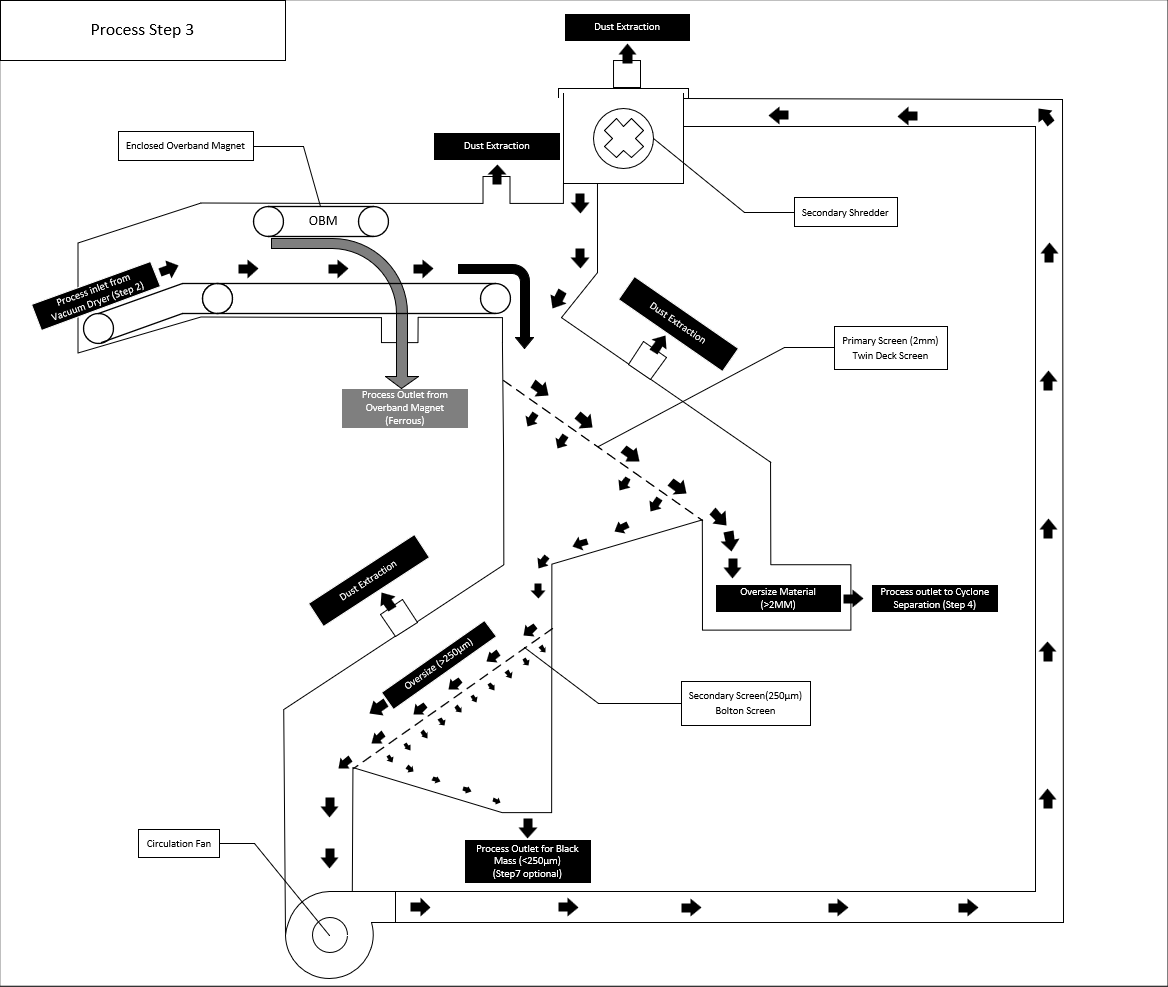 Process Step 3
Dust Extraction
Enclosed Overband Magnet
Dust Extraction
OBM
Secondary Shredder
Process inlet from
Vacuum Dryer (Step 2)
Dust Extraction
Primary Screen (2mm)
Twin Deck Screen
Process Outlet from
Overband Magnet
(Ferrous)
Dust Extraction
Oversize Material
(>2MM)
Process outlet to Cyclone
Separation (Step 4)
Oversize (>250µm)
Secondary Screen(250µm)
Bolton Screen
Circulation Fan
Process Outlet for Black
Mass (<250µm)
(Step7 optional)